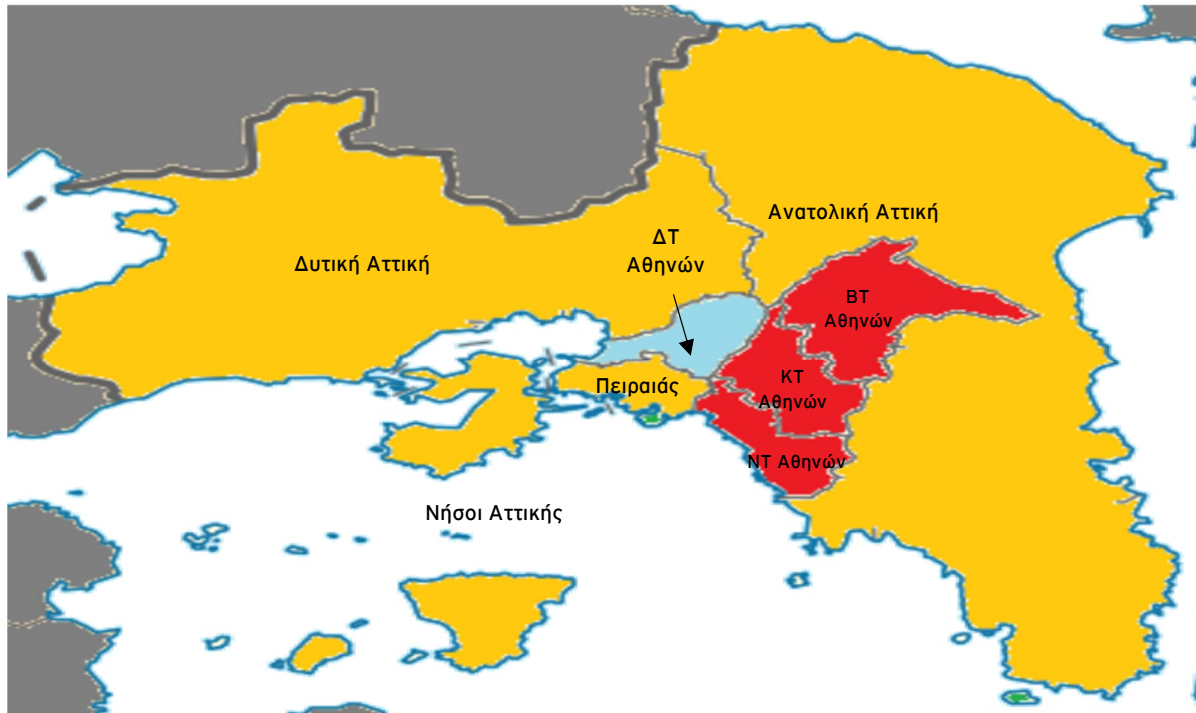 Ανατολική Αττική
ΔΤ
Αθηνών
Δυτική Αττική
ΒΤ
Αθηνών
Πειραιάς
ΚΤ
Αθηνών
ΝΤ Αθηνών
Νήσοι Αττικής